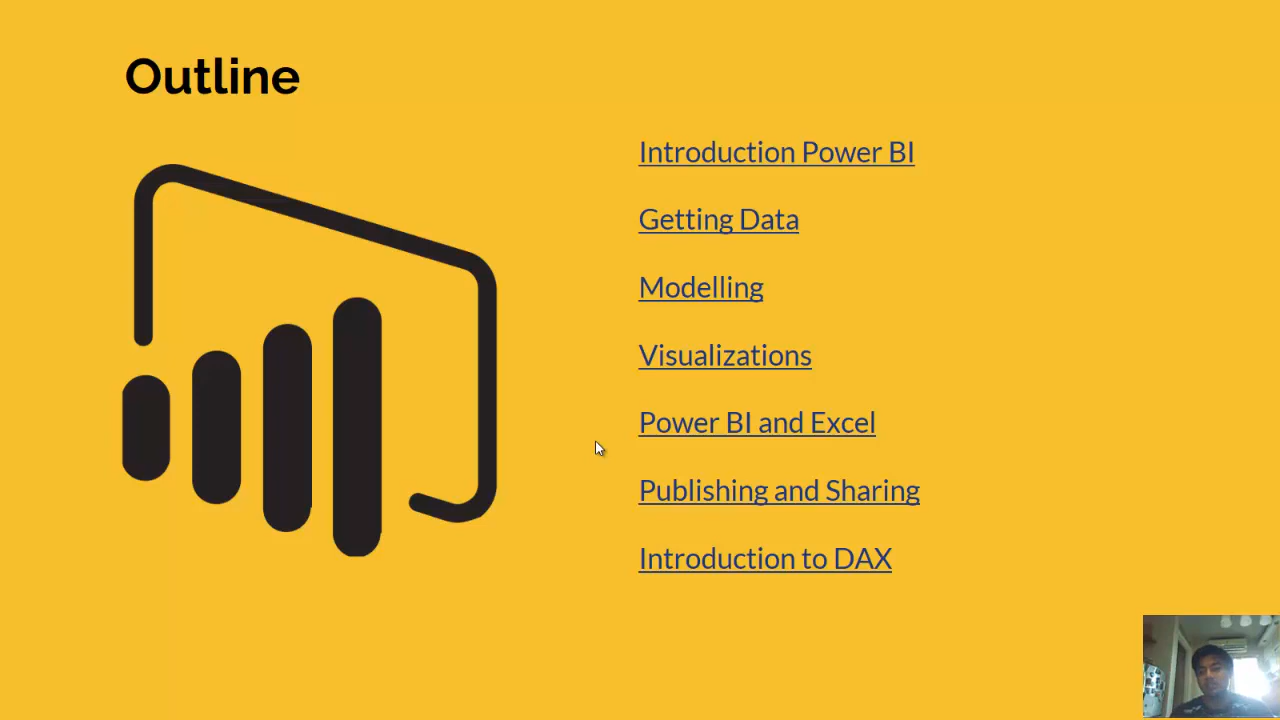 Outline
Introduction Power BI
Getting Data
Modelling
Visualizations
Power BI and Excel
Publishing and Sharing
Introduction to DAX